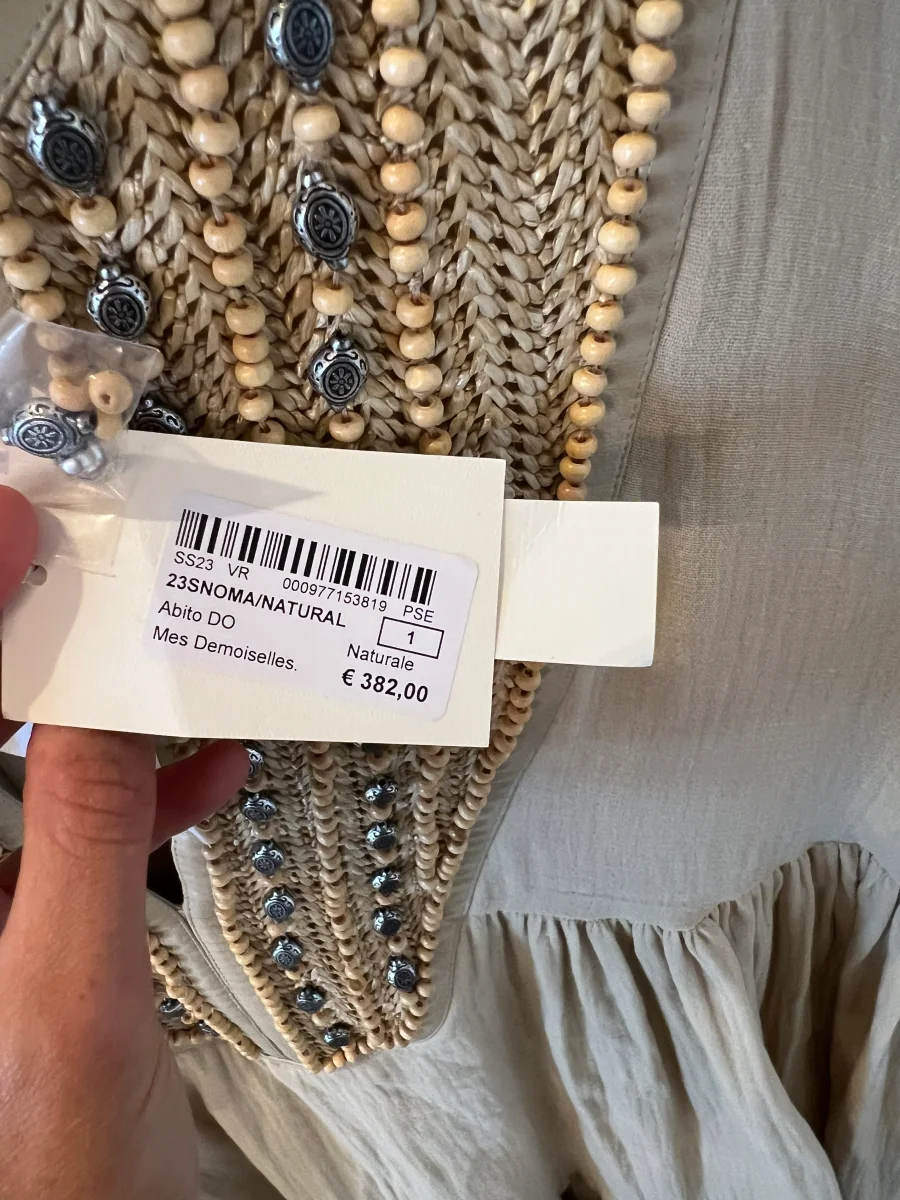 SS23 VR 000977153819 PSE
23SNOMA/NATURAL
Abito DO 1
Mes Demoiselles. Naturale
€ 382,00